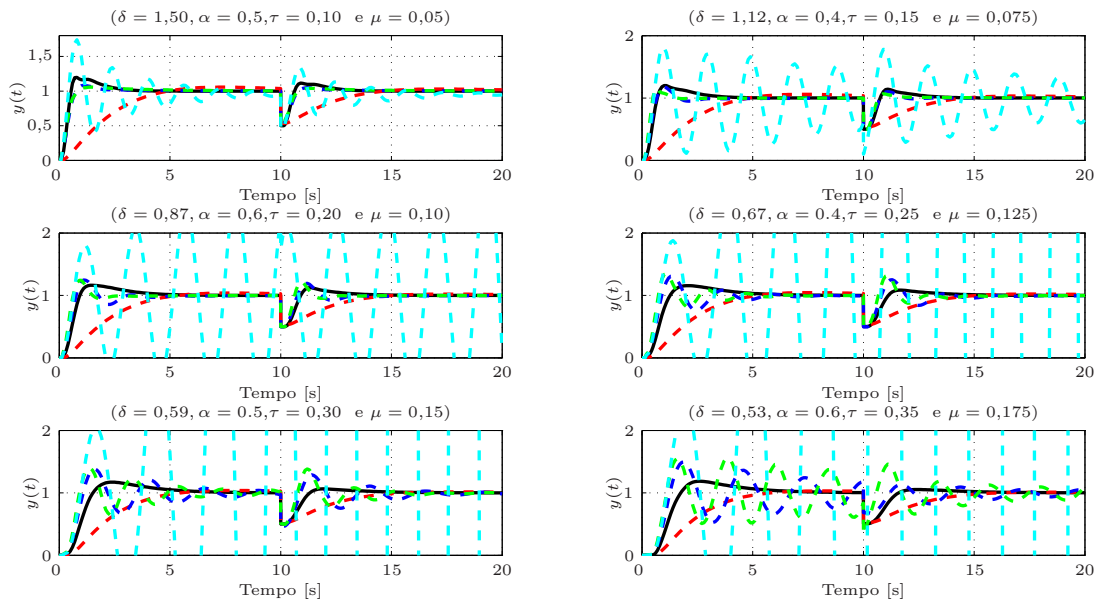 (δ = 1,50, α = 0,5,τ = 0,10 e μ = 0,05)
1,5
1
0,5
0
y(t)
0 5 10 15 20
Tempo [s]
(δ = 1,12, α = 0,4,τ = 0,15 e μ = 0,075)
2
1
0
y(t)
0 5 10 15 20
Tempo [s]
(δ = 0,87, α = 0,6,τ = 0,20 e μ = 0,10)
2
1
0
y(t)
0 5 10 15 20
Tempo [s]
(δ = 0,67, α = 0.4,τ = 0,25 e μ = 0,125)
2
1
0
y(t)
0 5 10 15 20
Tempo [s]
(δ = 0,59, α = 0.5,τ = 0,30 e μ = 0,15)
2
1
0
y(t)
0 5 10 15 20
Tempo [s]
(δ = 0,53, α = 0.6,τ = 0,35 e μ = 0,175)
2
1
0
y(t)
0 5 10 15 20
Tempo [s]